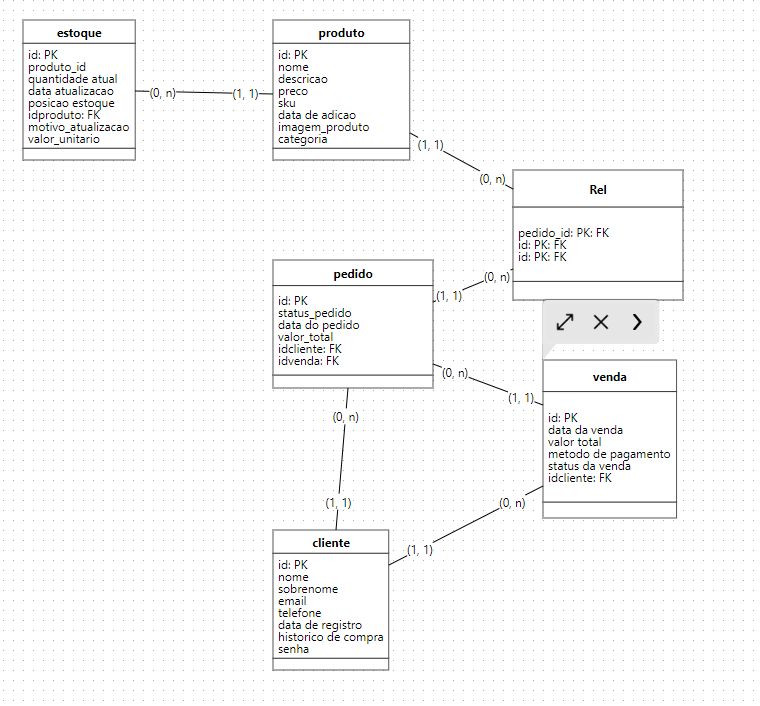 estoque
id: PK
produto_id
quantidade atual
data atualizacao
posicao estoque
idproduto: FK
motivo_atualizacao
valor_unitario
(0, n)
(1, 1)
produto
id: PK
nome
descricao
preco
sku
data de adicao
imagem_produto
categoria
(1, 1)
(0, n)
Rel
pedido_id: PK: FK
id: PK: FK
id: PK: FK
pedido
id: PK
status_pedido
data do pedido
valor_total
idcliente: FK
idvenda: FK
(1, 1)
(0, n)
(0, n)
(1, 1)
venda
id: PK
data da venda
valor total
metodo de pagamento
status da venda
idcliente: FK
(0, n)
(1, 1)
(0, n)
(1, 1)
cliente
id: PK
nome
sobrenome
email
telefone
data de registro
historico de compra
senha